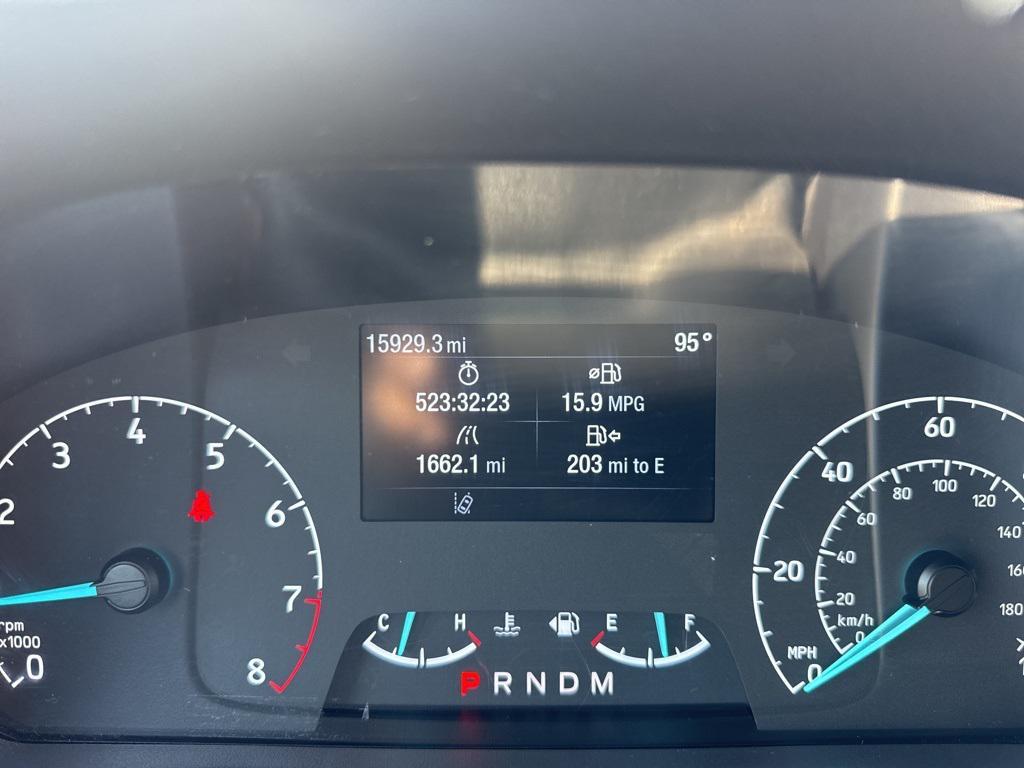 15929.3 mi 95°
523:32:23 15.9 MPG
1662.1 mi 203 mi to E
2 3 4 5 6 7 8
rpm
x1000
0
C H E F
P R N D M
0 20 40 60
MPH
0 20 40 60 80 100 120 140 160 180
km/h